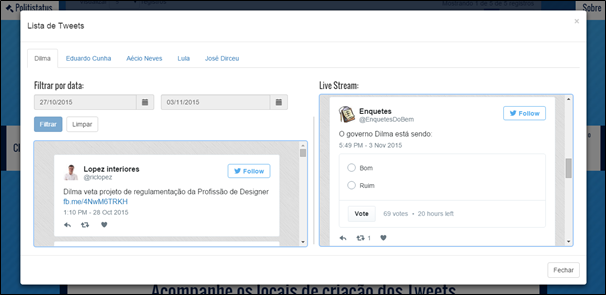 Politistatus
Sobre
Lista de Tweets
×
Dilma
Eduardo Cunha
Aécio Neves
Lula
José Dirceu
Filtrar por data:
27/10/2015
03/11/2015
Filtrar
Limpar
Lopez interiores
@riclopez
Follow
Dilma veta projeto de regulamentação da Profissão de Designer
fb.me/4NwM6TRKH
1:10 PM - 28 Oct 2015
Live Stream:
Enquetes
@EnquetesDoBem
Follow
O governo Dilma está sendo:
5:49 PM - 3 Nov 2015
Bom
Ruim
Vote
69 votes • 20 hours left
1
Fechar
Acompanhe os locais de criação dos Tweets